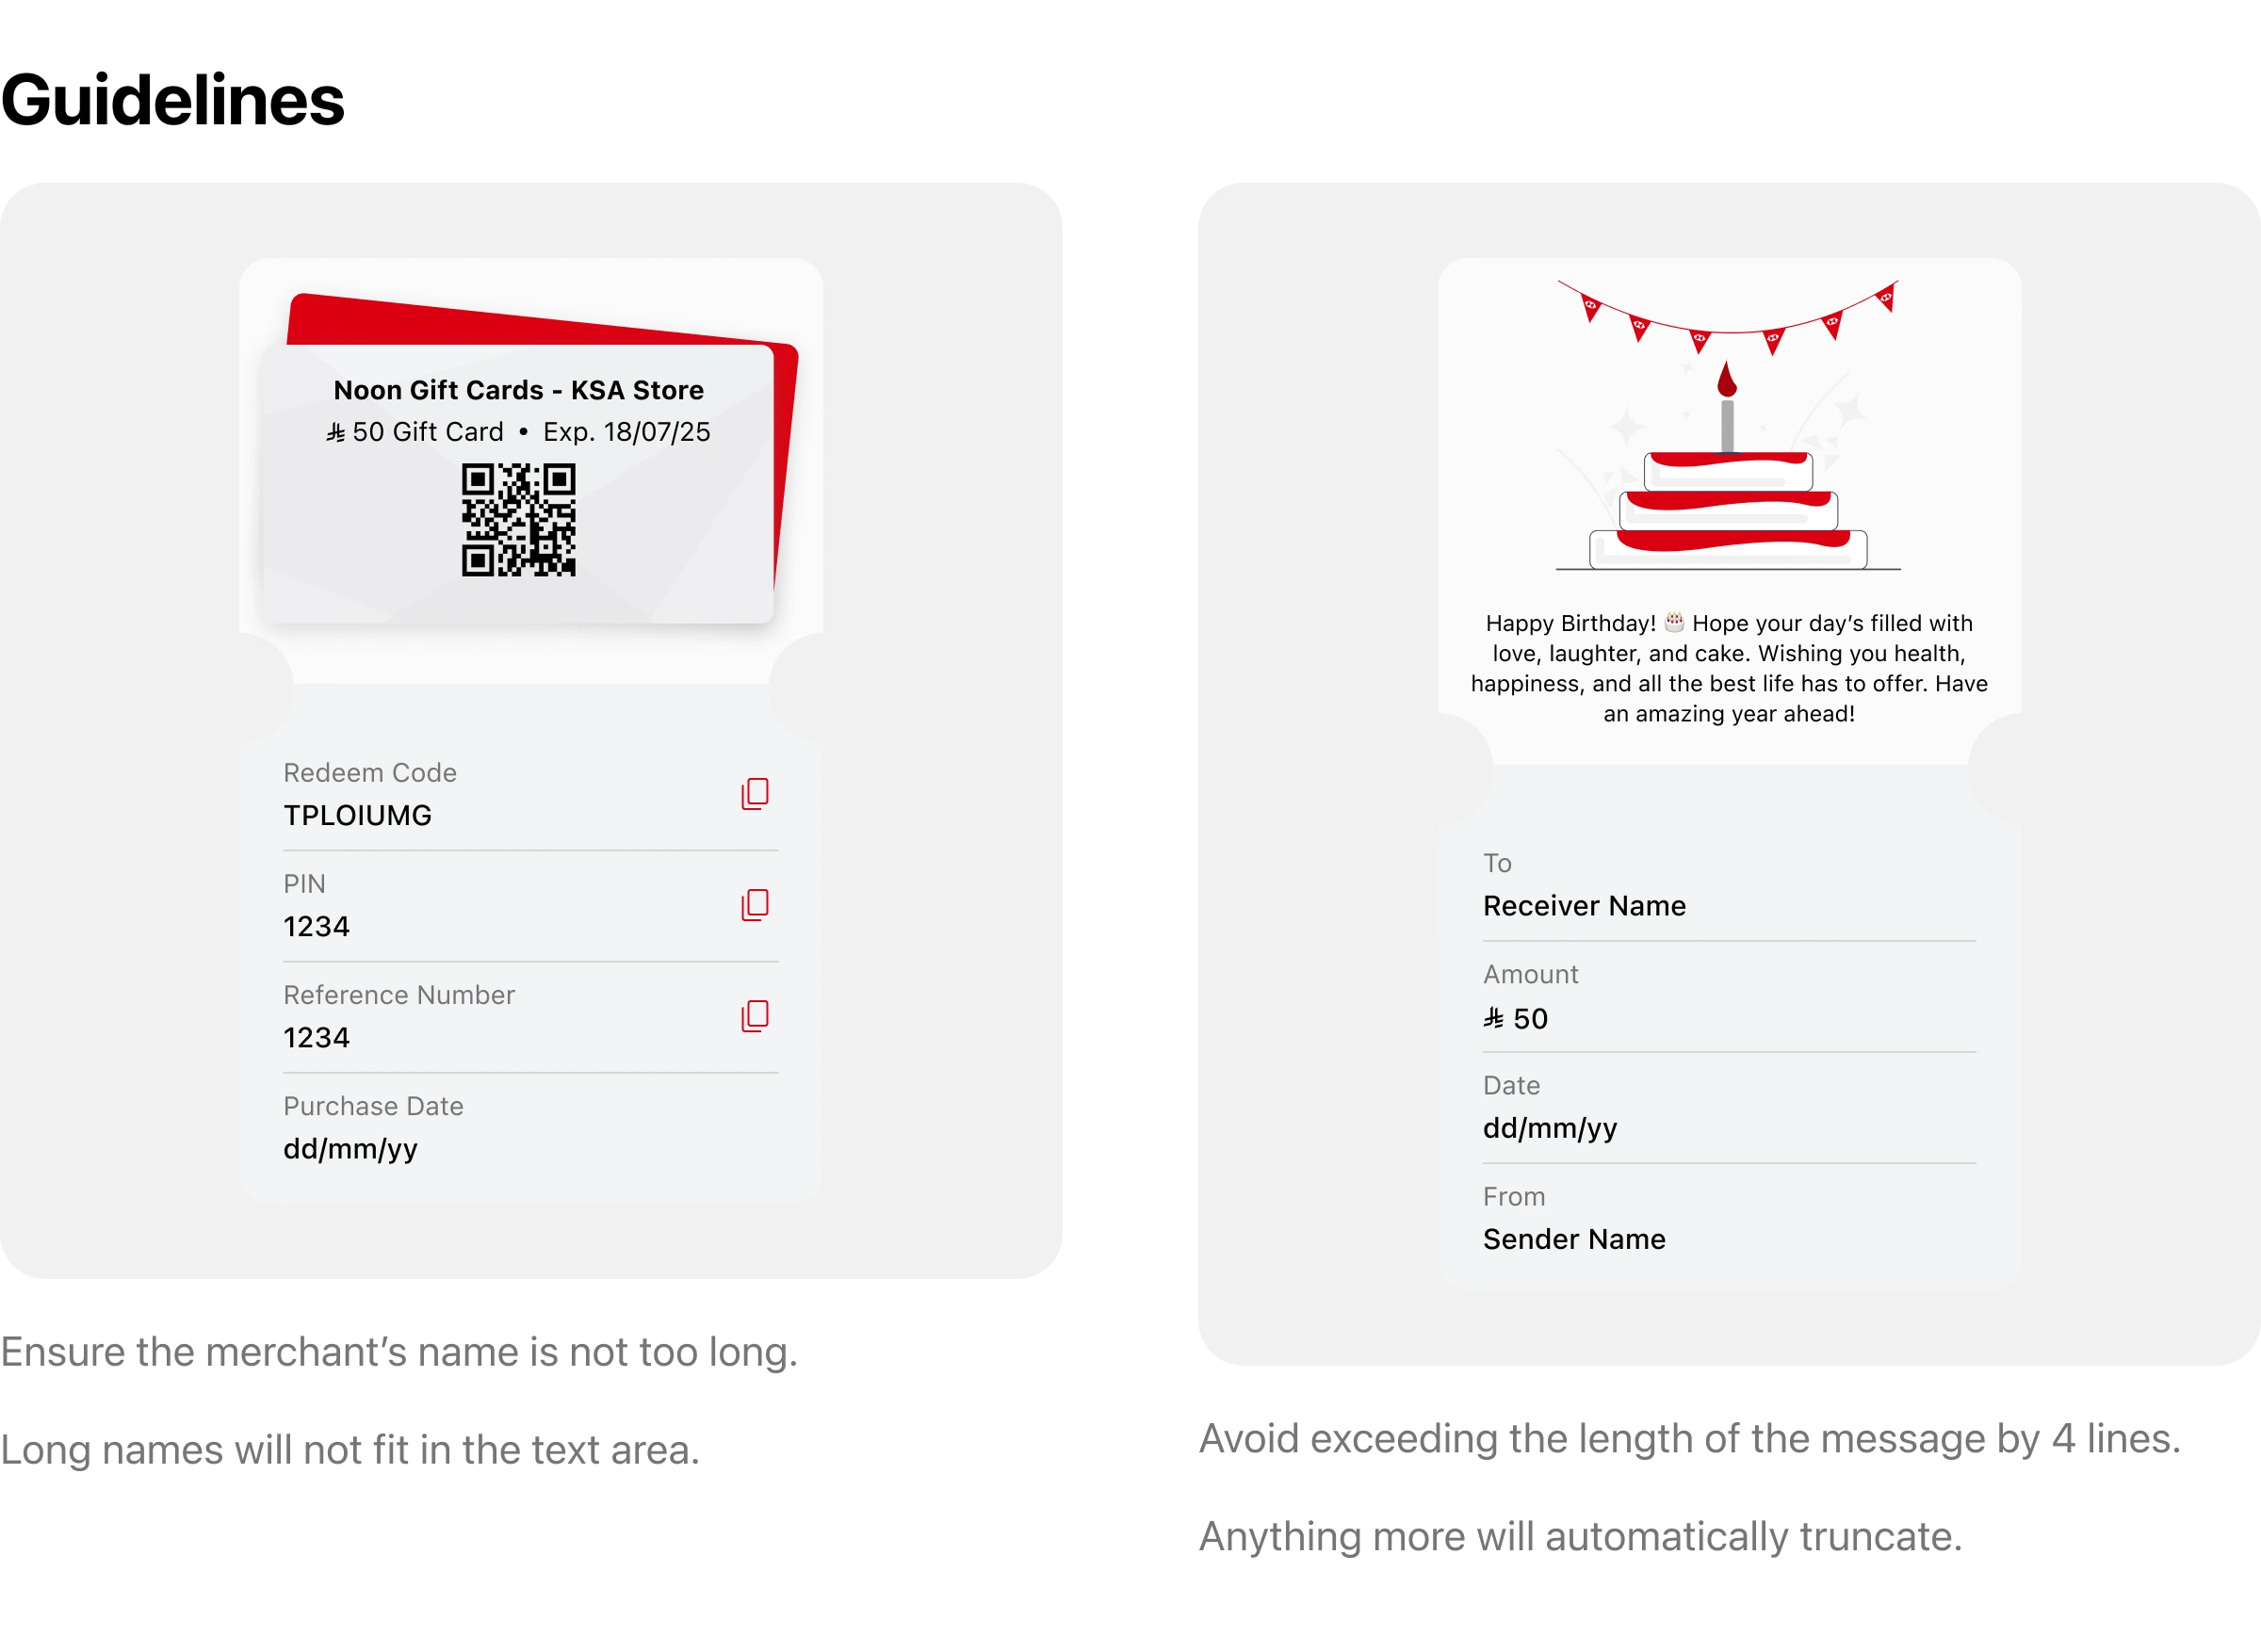 Guidelines
Noon Gift Cards - KSA Store
⃁ 50 Gift Card • Exp. 18/07/25
Redeem Code
TPLOIUMG
PIN
1234
Reference Number
1234
Purchase Date
dd/mm/yy
Ensure the merchant’s name is not too long.
Long names will not fit in the text area.
Happy Birthday! 🎂 Hope your day’s filled with
love, laughter, and cake. Wishing you health,
happiness, and all the best life has to offer. Have
an amazing year ahead!
To
Receiver Name
Amount
⃁ 50
Date
dd/mm/yy
From
Sender Name
Avoid exceeding the length of the message by 4 lines.
Anything more will automatically truncate.